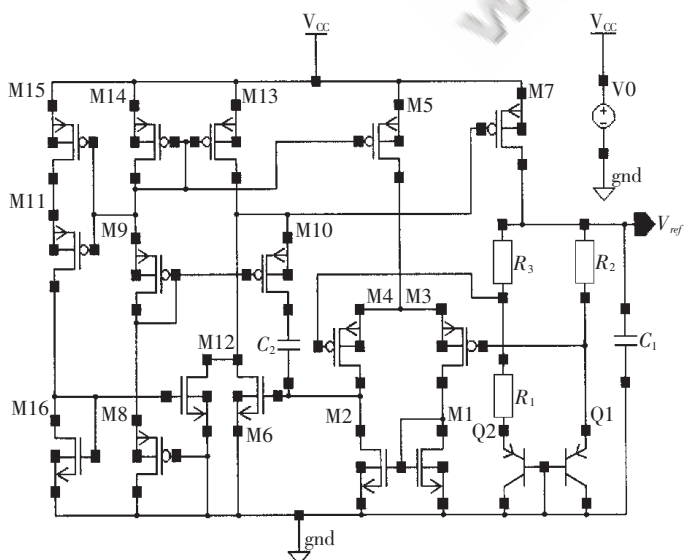 V_CC
V_CC
M15
M14
M13
M5
M7
V0
gnd
M11
M9
M10
V_ref
R_3
R_2
M4
M3
C_2
C_1
M12
R_1
M16
M8
M6
M2
M1
Q2
Q1
gnd
W